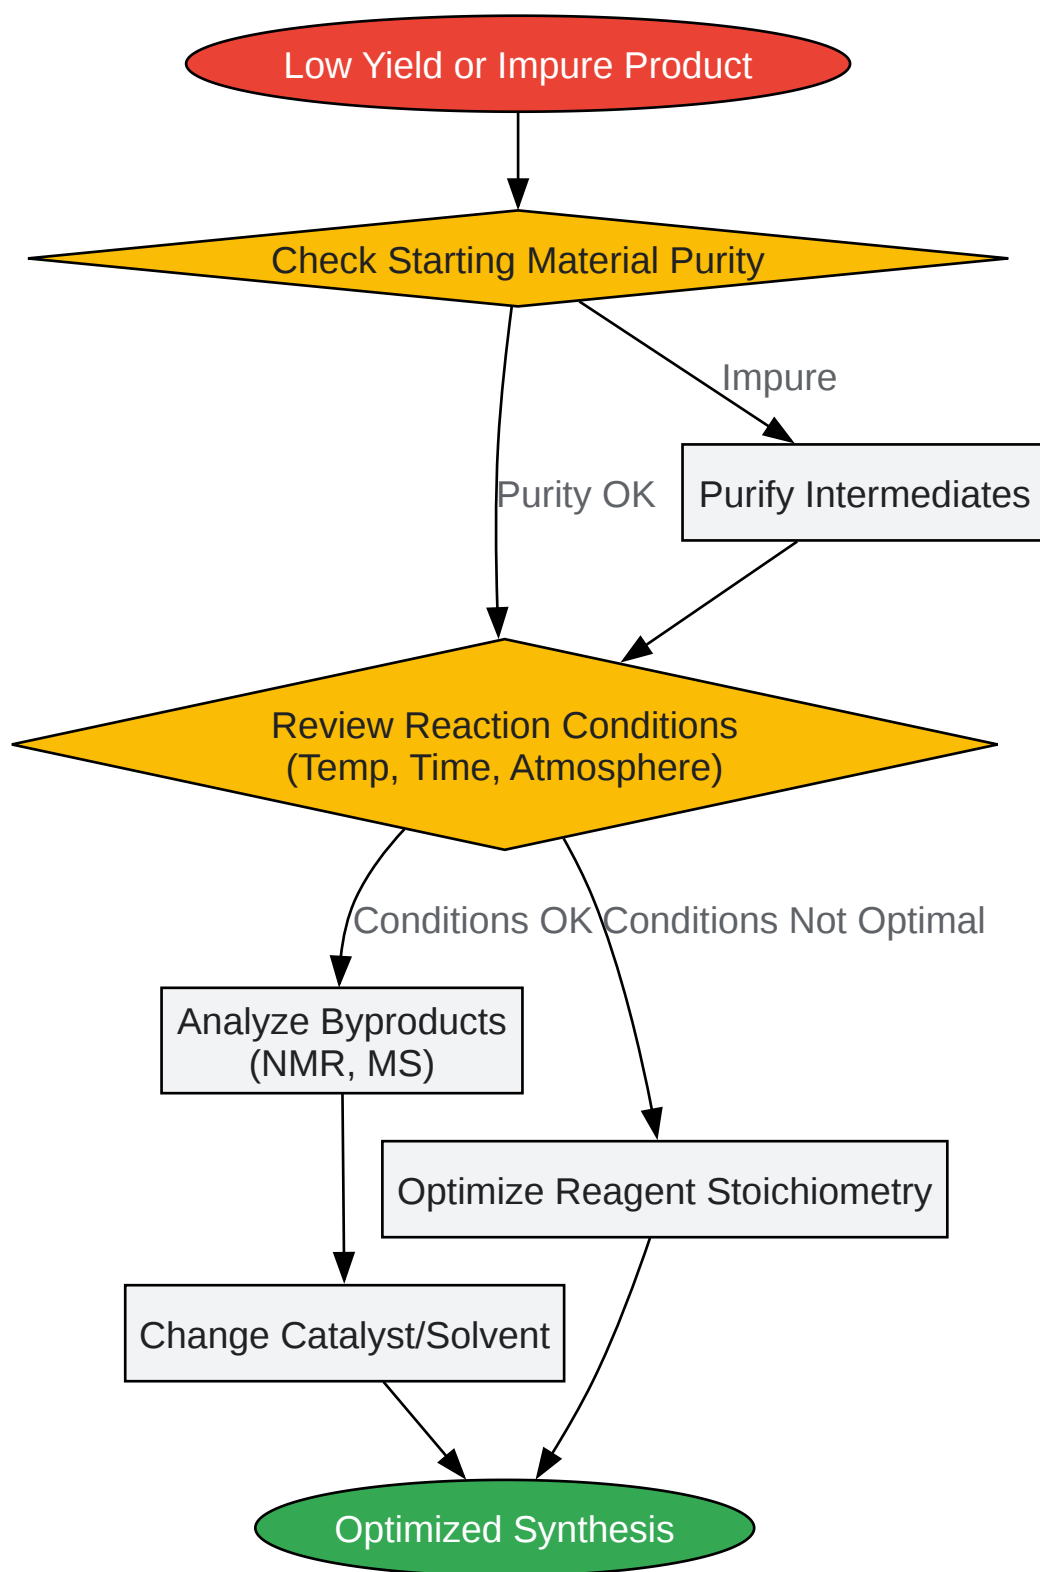 Low Yield or Impure Product
Check Starting Material Purity
Impure
Purity OK
Purify Intermediates
Review Reaction Conditions
(Temp, Time, Atmosphere)
Conditions OK
Conditions Not Optimal
Analyze Byproducts
(NMR, MS)
Optimize Reagent Stoichiometry
Change Catalyst/Solvent
Optimized Synthesis